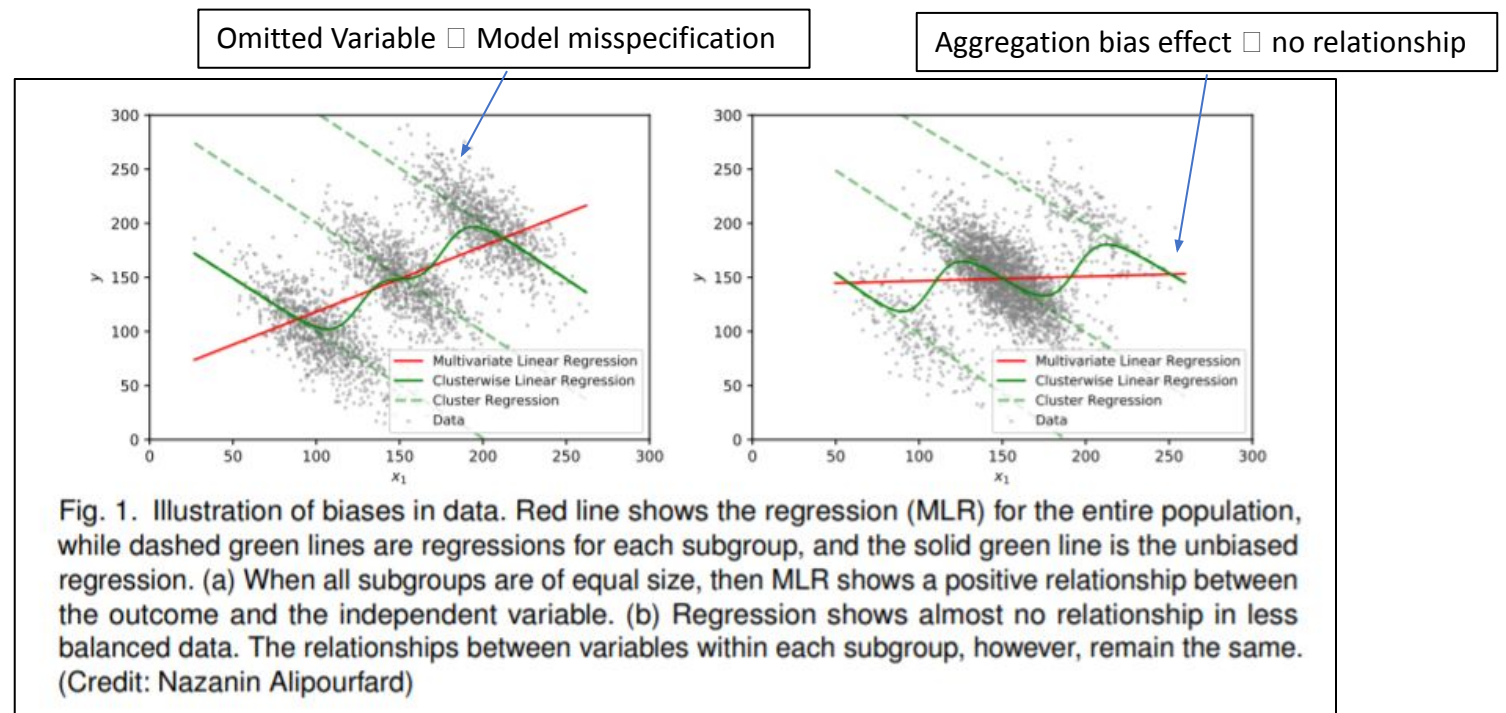 Omitted Variable □ Model misspecification
Aggregation bias effect □ no relationship
300
250
200
150
100
50
0
y
0 50 100 150 200 250 300
x₁
Multivariate Linear Regression
Clusterwise Linear Regression
Cluster Regression
Data
300
250
200
150
100
50
0
y
0 50 100 150 200 250 300
x₁
Multivariate Linear Regression
Clusterwise Linear Regression
Cluster Regression
Data
Fig. 1. Illustration of biases in data. Red line shows the regression (MLR) for the entire population,
while dashed green lines are regressions for each subgroup, and the solid green line is the unbiased
regression. (a) When all subgroups are of equal size, then MLR shows a positive relationship between
the outcome and the independent variable. (b) Regression shows almost no relationship in less
balanced data. The relationships between variables within each subgroup, however, remain the same.
(Credit: Nazanin Alipourfard)